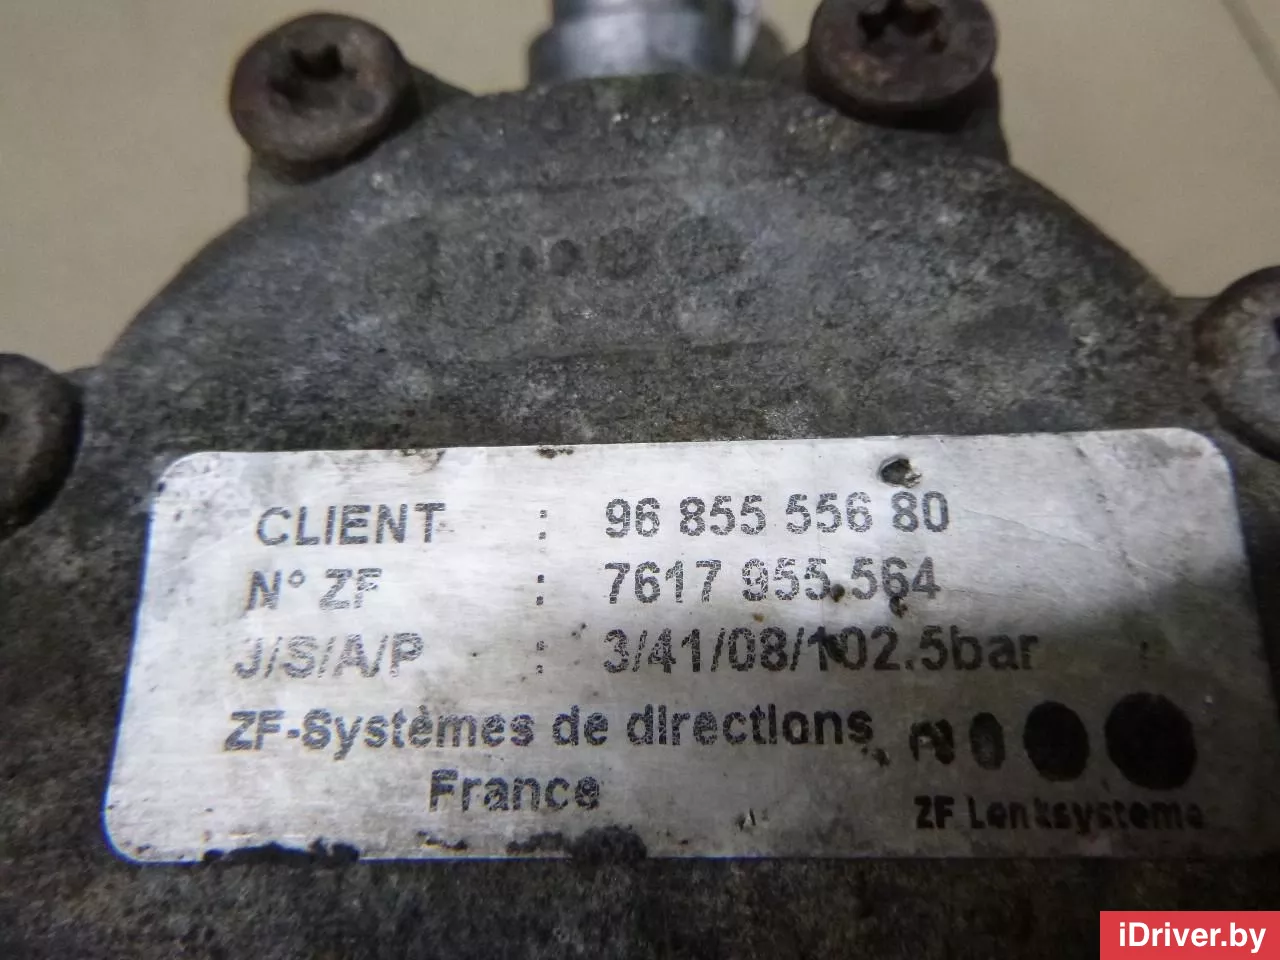 CLIENT : 96 855 556 80
N° ZF : 7617 955.564
J/S/A/P : 3/41/08/102.5bar
ZF-Systèmes de directions
France
ZF Lenksysteme
iDriver.by